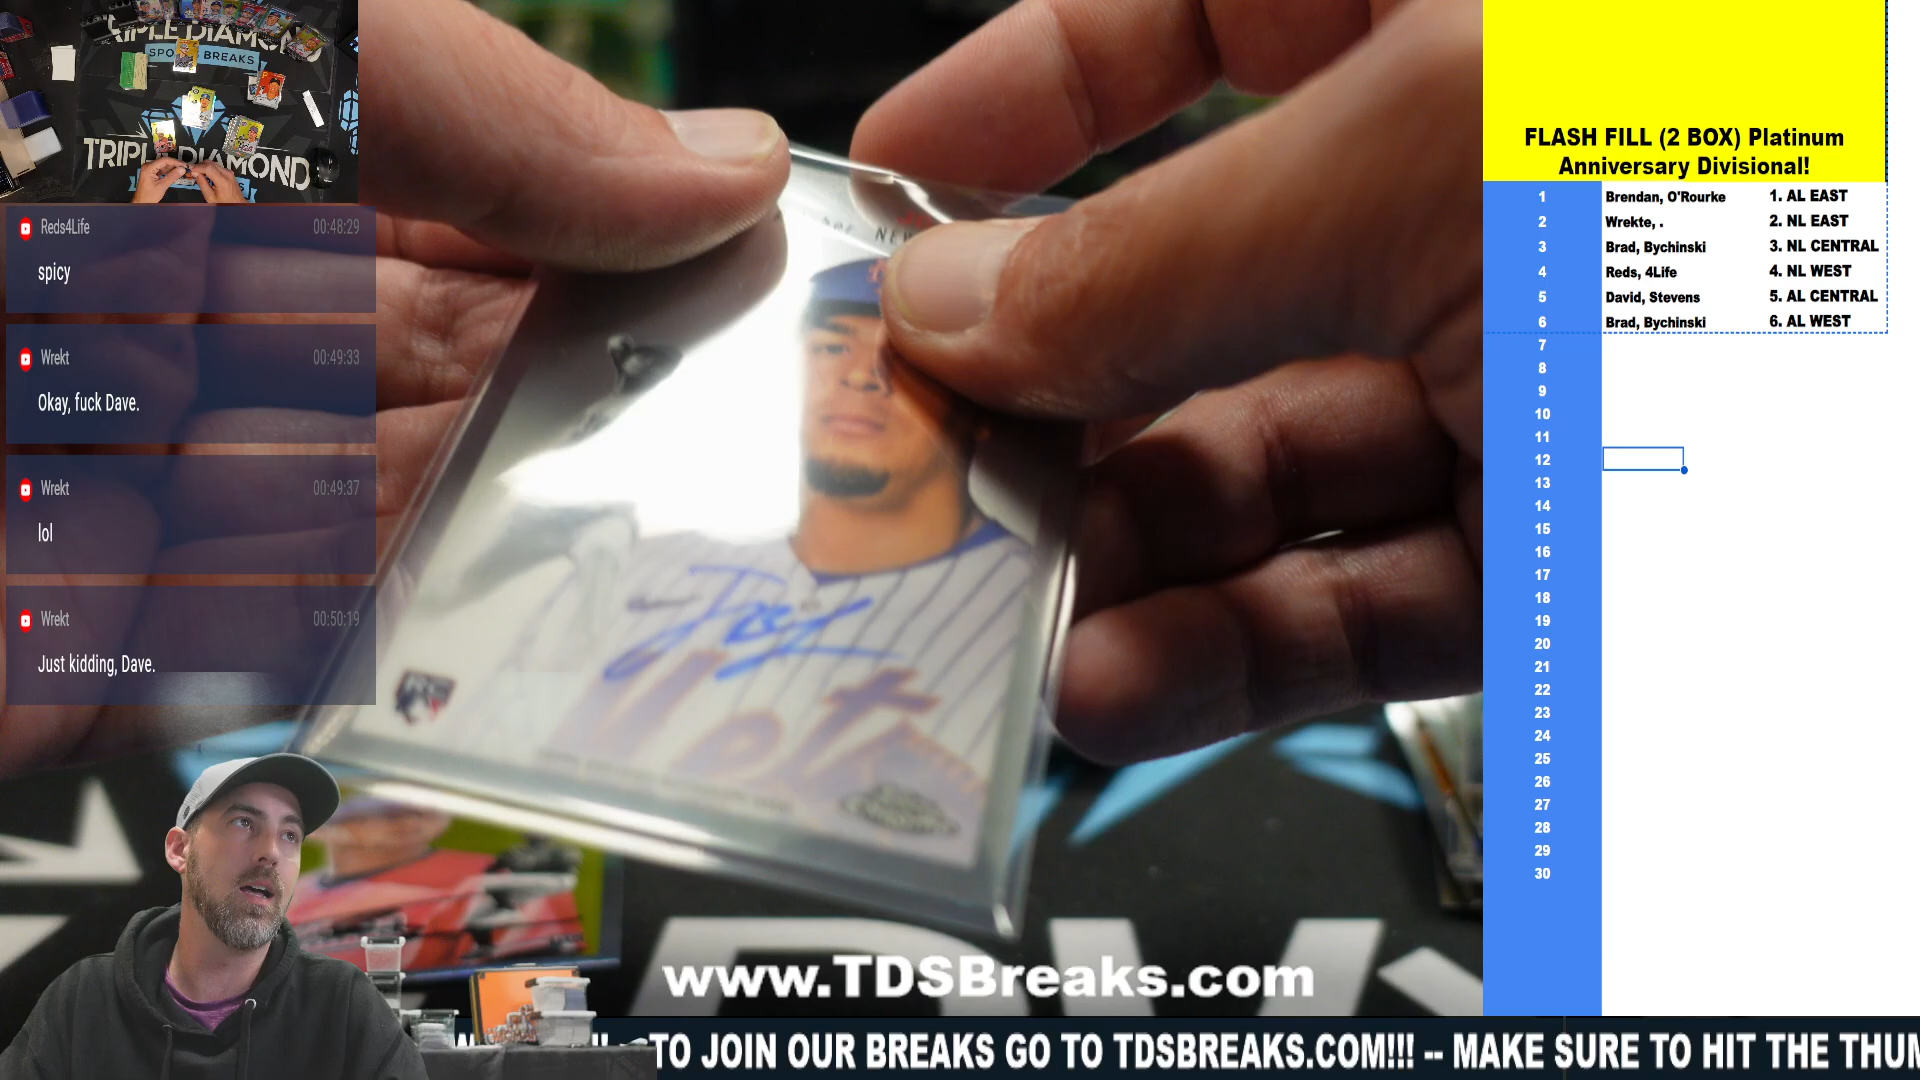 TRIPLE DIAMOND
SPO BREAKS
TRIPLE DIAMOND
Reds4Life 00:48:29
spicy
Wrekt 00:49:33
Okay, fuck Dave.
Wrekt 00:49:37
lol
Wrekt 00:50:19
Just kidding, Dave.
Mets
www.TDSBreaks.com
TO JOIN OUR BREAKS GO TO TDSBREAKS.COM!!! -- MAKE SURE TO HIT THE THUM
FLASH FILL (2 BOX) Platinum
Anniversary Divisional!
1 Brendan, O'Rourke 1. AL EAST
2 Wrekte, . 2. NL EAST
3 Brad, Bychinski 3. NL CENTRAL
4 Reds, 4Life 4. NL WEST
5 David, Stevens 5. AL CENTRAL
6 Brad, Bychinski 6. AL WEST
7
8
9
10
11
12
13
14
15
16
17
18
19
20
21
22
23
24
25
26
27
28
29
30